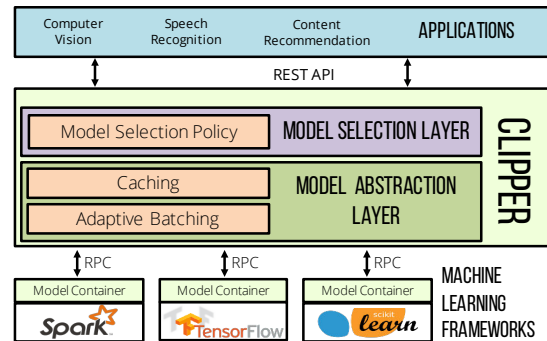 Computer Vision
Speech Recognition
Content Recommendation
APPLICATIONS
REST API
Model Selection Policy
MODEL SELECTION LAYER
Caching
Adaptive Batching
MODEL ABSTRACTION
LAYER
CLIPPER
RPC
RPC
RPC
Model Container
Model Container
Model Container
Spark
TensorFlow
scikit
learn
MACHINE
LEARNING
FRAMEWORKS